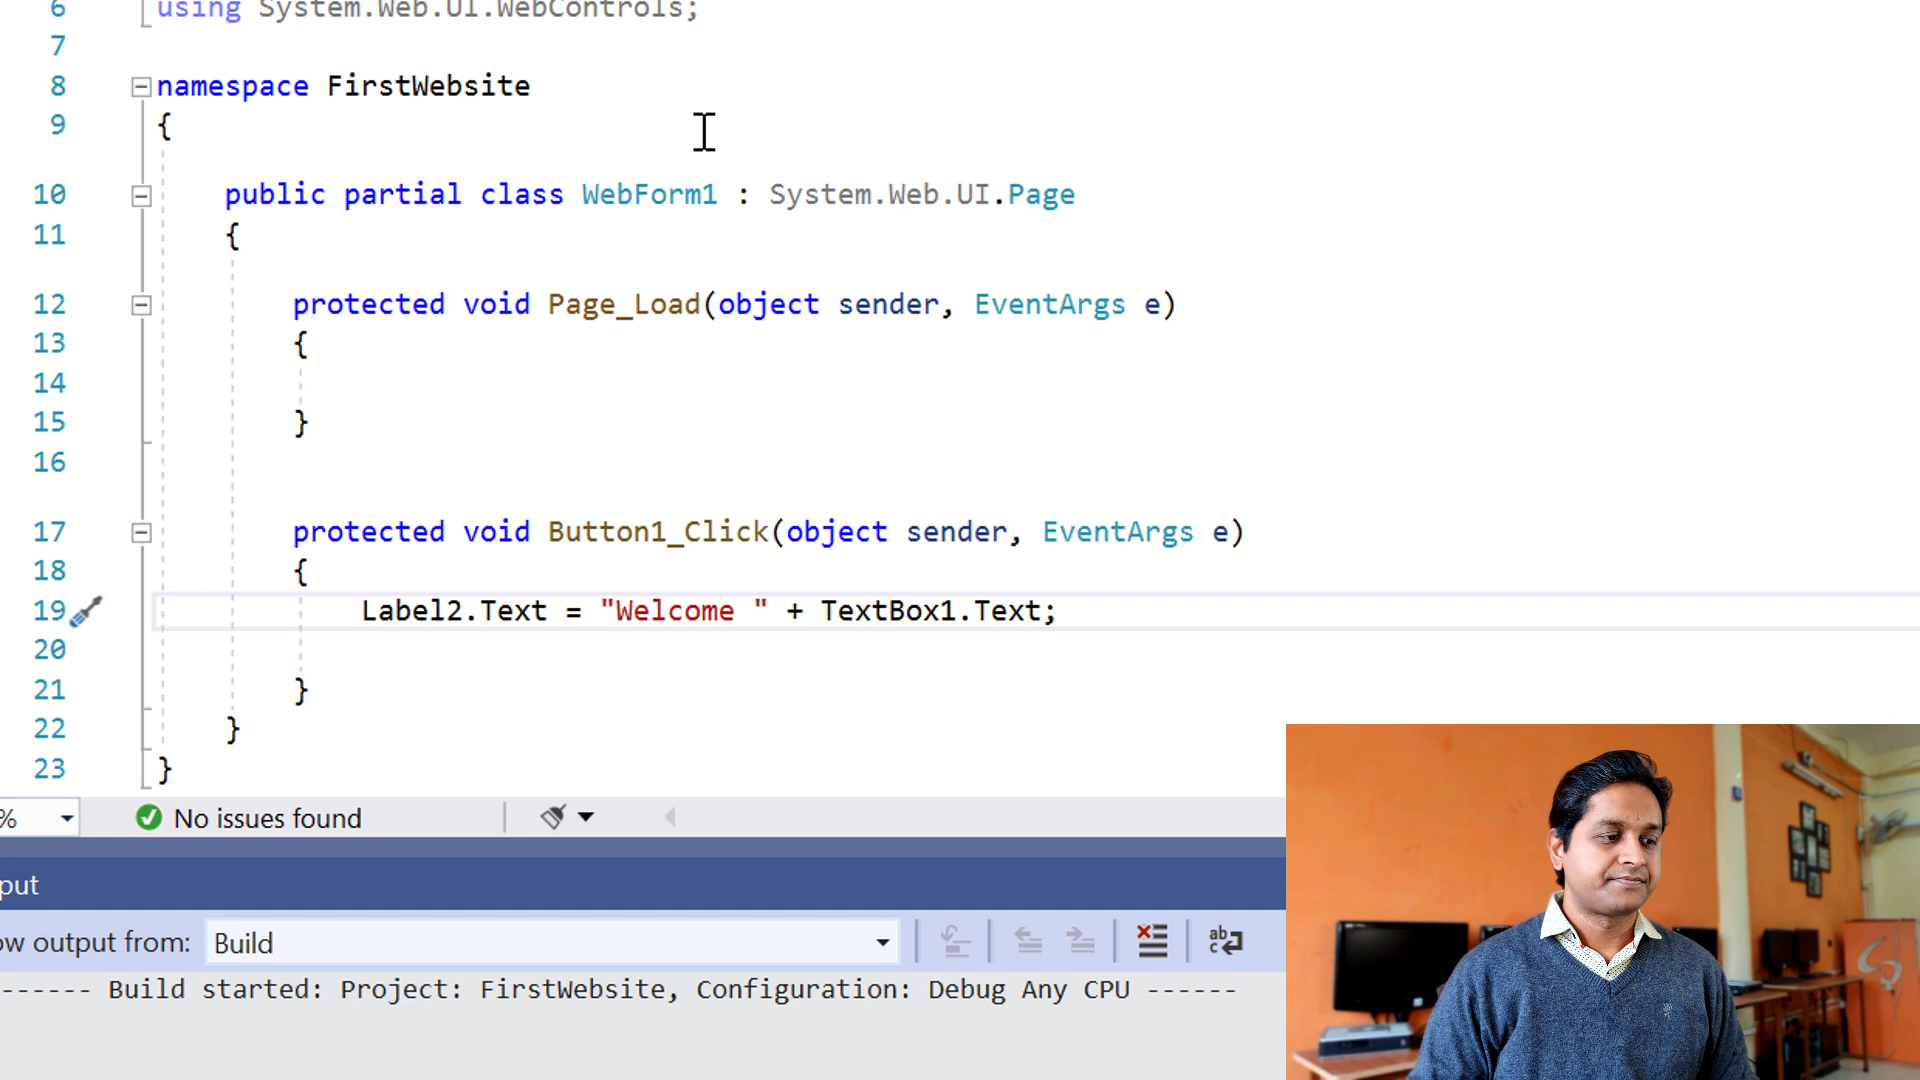 6 using System.Web.UI.WebControls;
7
8 namespace FirstWebsite
9 {
10 public partial class WebForm1 : System.Web.UI.Page
11 {
12 protected void Page_Load(object sender, EventArgs e)
13 {
14
15 }
16
17 protected void Button1_Click(object sender, EventArgs e)
18 {
19 Label2.Text = "Welcome " + TextBox1.Text;
20
21 }
22 }
23 }
% No issues found
put
ow output from: Build
------ Build started: Project: FirstWebsite, Configuration: Debug Any CPU ------